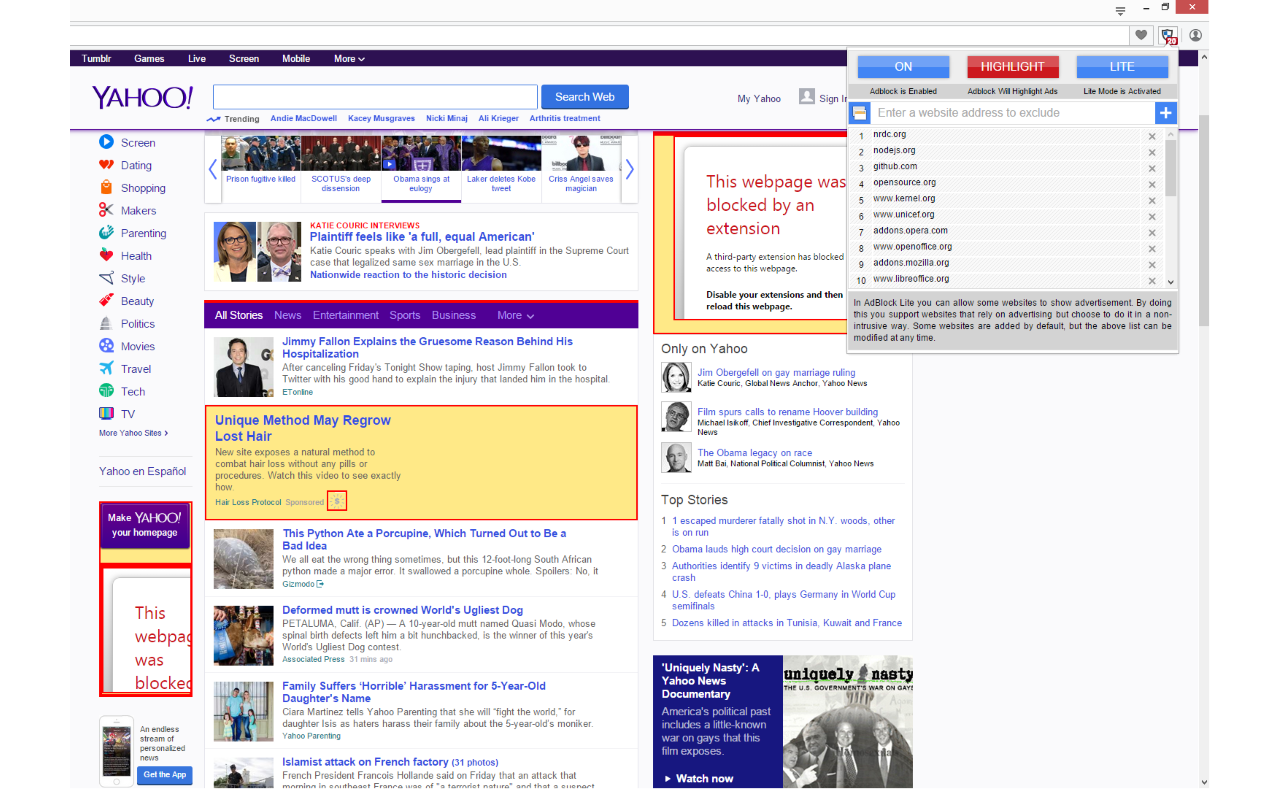 29
Tumblr Games Live Screen Mobile More
YAHOO!
Search Web
My Yahoo
Sign In
Trending Andie MacDowell Kacey Musgraves Nicki Minaj Ali Krieger Arthritis treatment
ON HIGHLIGHT LITE
Adblock is Enabled Adblock Will Highlight Ads Lite Mode is Activated
Enter a website address to exclude
1 nrdc.org
2 nodejs.org
3 github.com
4 opensource.org
5 www.kernel.org
6 www.unicef.org
7 addons.opera.com
8 www.openoffice.org
9 addons.mozilla.org
10 www.libreoffice.org
In AdBlock Lite you can allow some websites to show advertisement. By doing
this you support websites that rely on advertising but choose to do it in a non-
intrusive way. Some websites are added by default, but the above list can be
modified at any time.
Screen
Dating
Shopping
Makers
Parenting
Health
Style
Beauty
Politics
Movies
Travel
Tech
TV
More Yahoo Sites
Yahoo en Español
Make YAHOO!
your homepage
This
webpag
was
blocked
An endless
stream of
personalized
news
Get the App
Prison fugitive killed
SCOTUS's deep
dissension
Obama sings at
eulogy
Laker deletes Kobe
tweet
Criss Angel saves
magician
KATIE COURIC INTERVIEWS
Plaintiff feels like 'a full, equal American'
Katie Couric speaks with Jim Obergefell, lead plaintiff in the Supreme Court
case that legalized same sex marriage in the U.S.
Nationwide reaction to the historic decision
All Stories News Entertainment Sports Business More
Jimmy Fallon Explains the Gruesome Reason Behind His
Hospitalization
After canceling Friday's Tonight Show taping, host Jimmy Fallon took to
Twitter with his good hand to explain the injury that landed him in the hospital.
ETonline
Unique Method May Regrow
Lost Hair
New site exposes a natural method to
combat hair loss without any pills or
procedures. Watch this video to see exactly
how.
Hair Loss Protocol Sponsored $
This Python Ate a Porcupine, Which Turned Out to Be a
Bad Idea
We all eat the wrong thing sometimes, but this 12-foot-long South African
python made a major error. It swallowed a porcupine whole. Spoilers: No, it
Gizmodo
Deformed mutt is crowned World's Ugliest Dog
PETALUMA, Calif. (AP) — A 10-year-old mutt named Quasi Modo, whose
spinal birth defects left him a bit hunchbacked, is the winner of this year's
World's Ugliest Dog contest.
Associated Press 31 mins ago
Family Suffers 'Horrible' Harassment for 5-Year-Old
Daughter's Name
Ciara Martinez tells Yahoo Parenting that she will "fight the world," for
daughter Isis as haters harass their family about the 5-year-old's moniker.
Yahoo Parenting
Islamist attack on French factory (31 photos)
French President Francois Hollande said on Friday that an attack that
morning in southeast France was of "a terrorist nature" and that a suspect
This webpage was
blocked by an
extension
A third-party extension has blocked
access to this webpage.
Disable your extensions and then
reload this webpage.
Only on Yahoo
Jim Obergefell on gay marriage ruling
Katie Couric, Global News Anchor, Yahoo News
Film spurs calls to rename Hoover building
Michael Isikoff, Chief Investigative Correspondent, Yahoo
News
The Obama legacy on race
Matt Bai, National Political Columnist, Yahoo News
Top Stories
1 1 escaped murderer fatally shot in N.Y. woods, other
is on run
2 Obama lauds high court decision on gay marriage
3 Authorities identify 9 victims in deadly Alaska plane
crash
4 U.S. defeats China 1-0, plays Germany in World Cup
semifinals
5 Dozens killed in attacks in Tunisia, Kuwait and France
'Uniquely Nasty': A
Yahoo News
Documentary
America's political past
includes a little-known
war on gays that this
film exposes.
Watch now
uniquely nasty
THE U.S. GOVERNMENT'S WAR ON GAYS